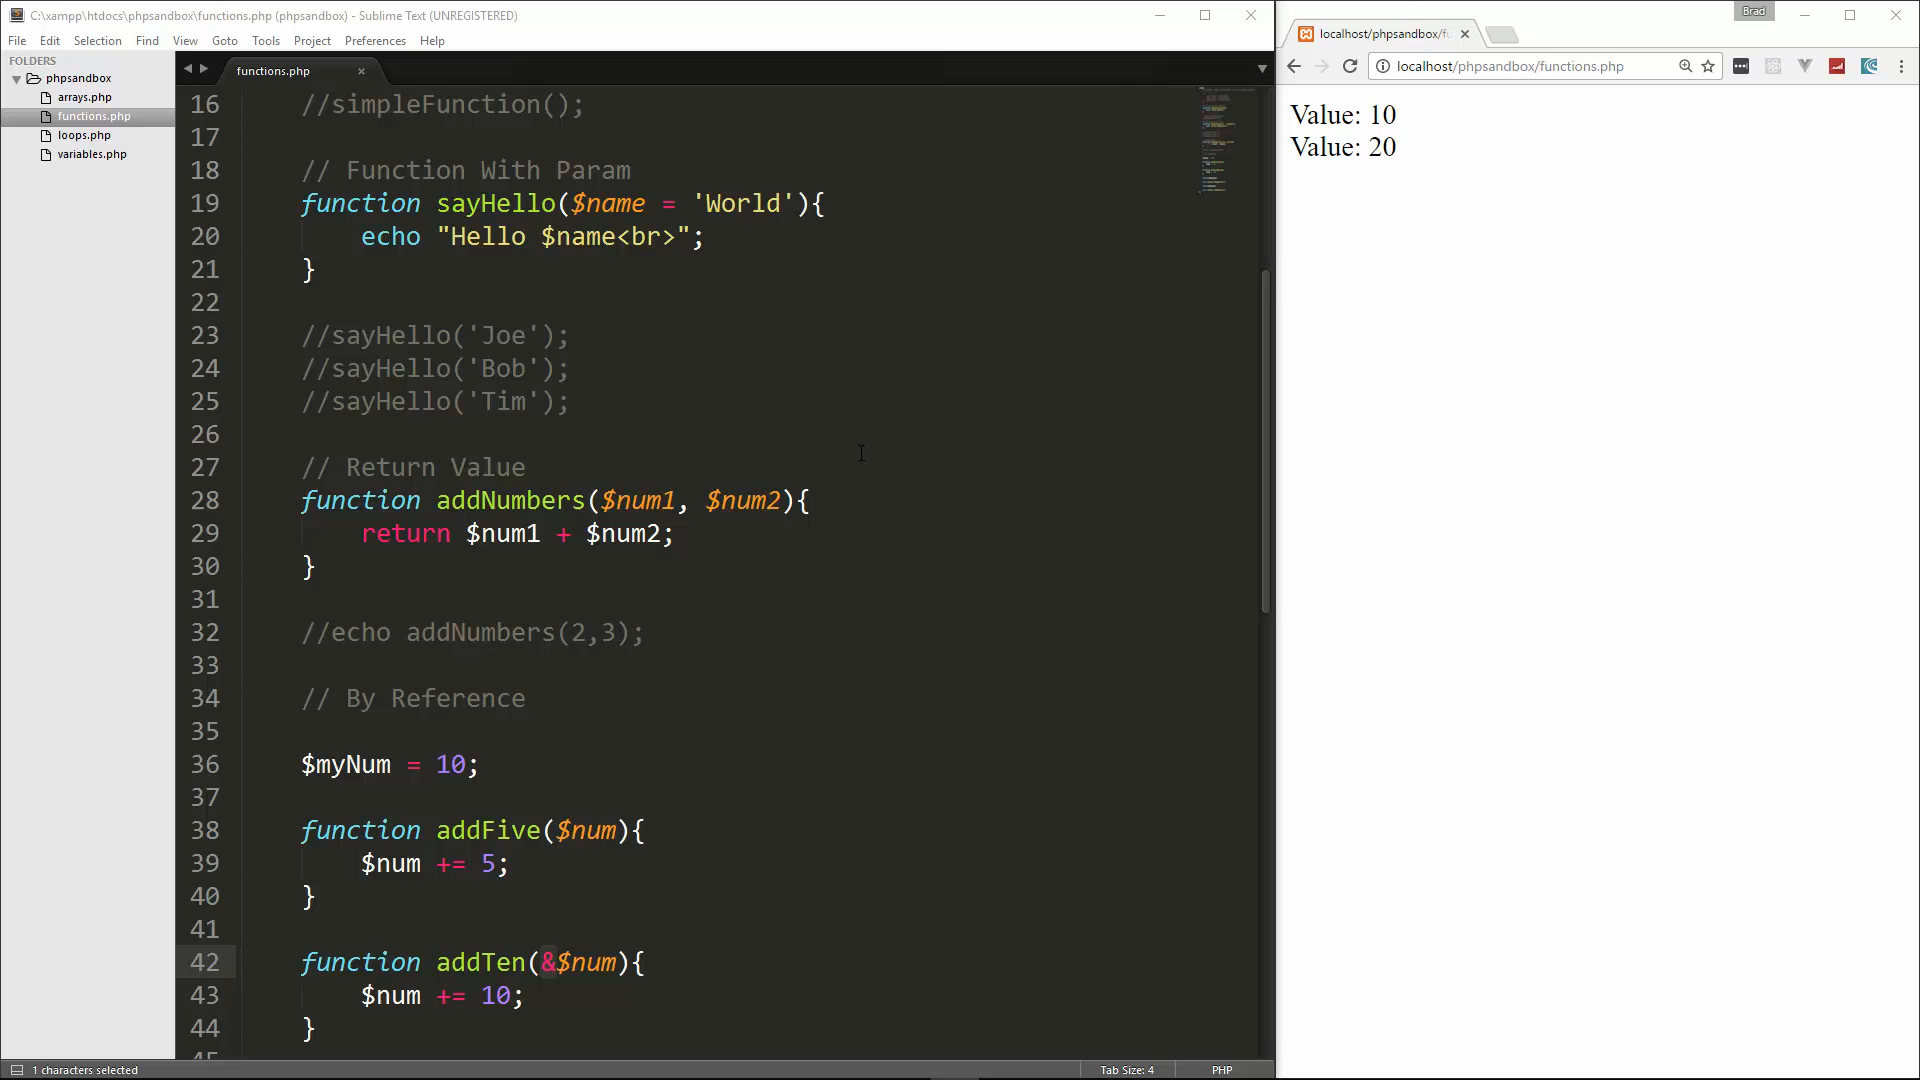 C:\xampp\htdocs\phpsandbox\functions.php (phpsandbox) - Sublime Text (UNREGISTERED)
File Edit Selection Find View Goto Tools Project Preferences Help
FOLDERS
phpsandbox
arrays.php
functions.php
loops.php
variables.php
functions.php
16 //simpleFunction();
17
18 // Function With Param
19 function sayHello($name = 'World'){
20 echo "Hello $name<br>";
21 }
22
23 //sayHello('Joe');
24 //sayHello('Bob');
25 //sayHello('Tim');
26
27 // Return Value
28 function addNumbers($num1, $num2){
29 return $num1 + $num2;
30 }
31
32 //echo addNumbers(2,3);
33
34 // By Reference
35
36 $myNum = 10;
37
38 function addFive($num){
39 $num += 5;
40 }
41
42 function addTen(&$num){
43 $num += 10;
44 }
1 characters selected
Tab Size: 4
PHP
Brad
localhost/phpsandbox/fu
localhost/phpsandbox/functions.php
Value: 10
Value: 20